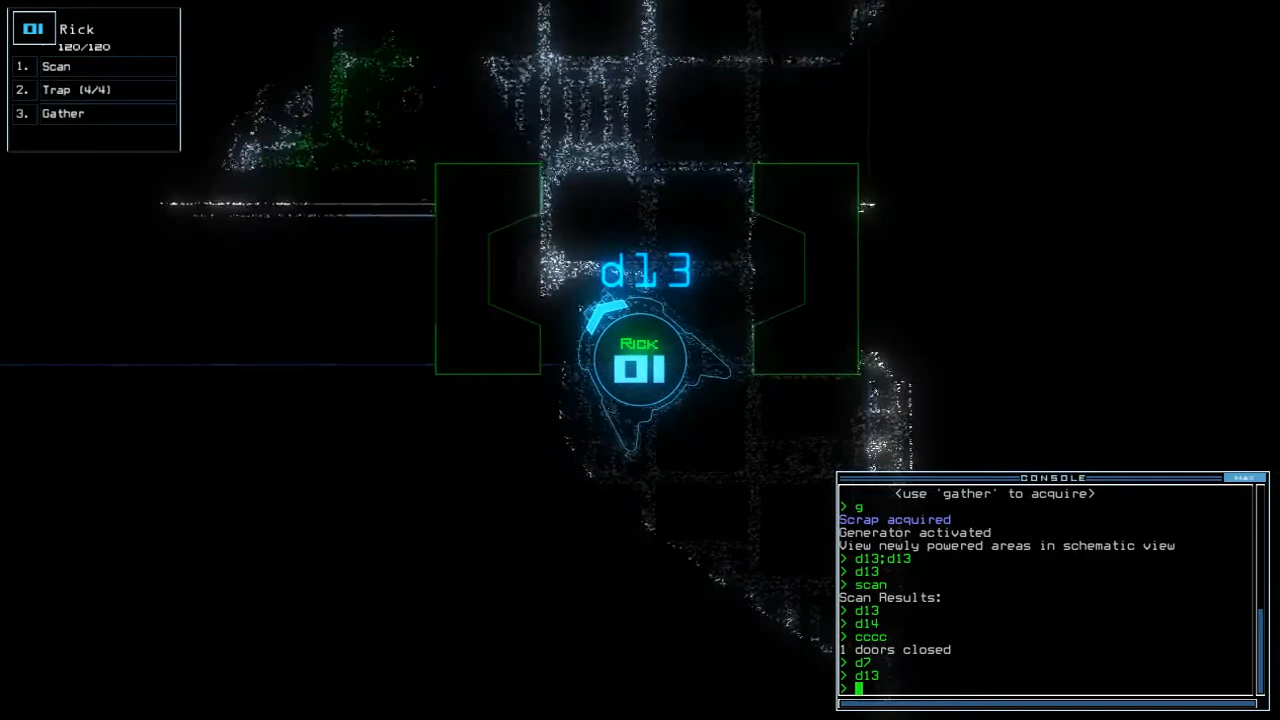 01 Rick
120/120
1. Scan
2. Trap (4/4)
3. Gather
d13
Rick
01
CONSOLE
MAX
<use 'gather' to acquire>
> g
Scrap acquired
Generator activated
View newly powered areas in schematic view
> d13;d13
> d13
> scan
Scan Results:
> d13
> d14
> cccc
1 doors closed
> d7
> d13
>